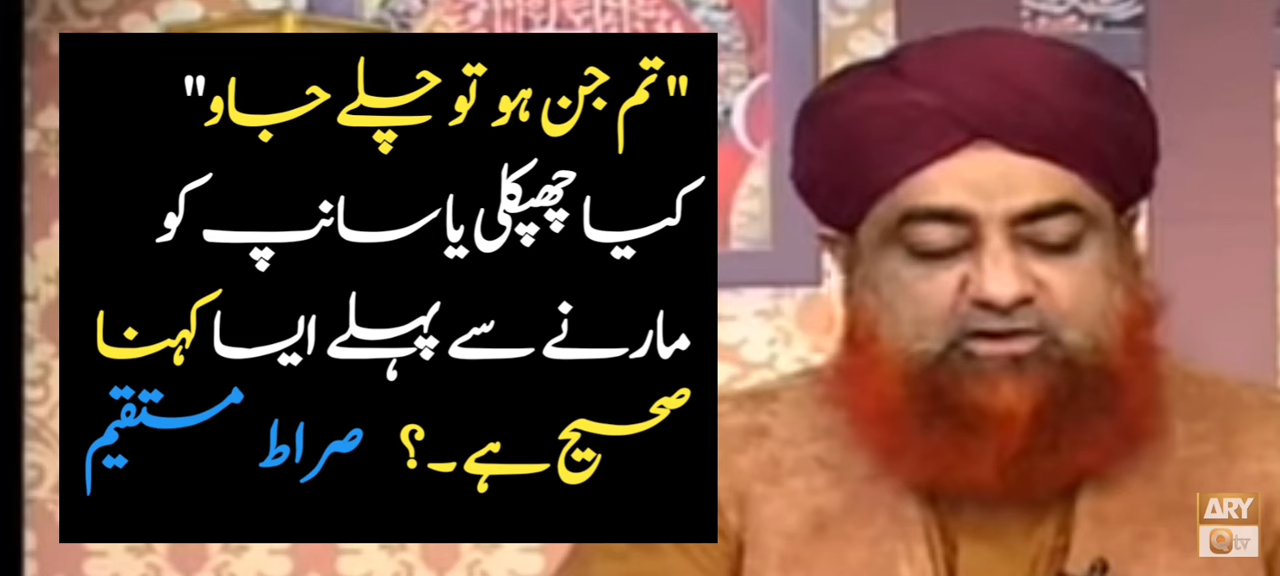 "تم جن ہو تو چلے جاو"
کیا چھپکلی یا سانپ کو
مارنے سے پہلے ایسا کہنا
صحیح ہے۔؟ صراط مستقیم
ARY
Qtv